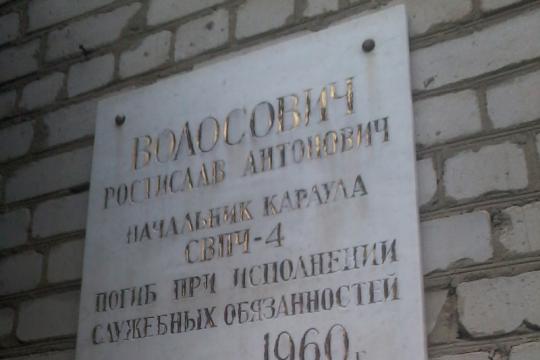 ВОЛОСОВИЧ
РОСТИСЛАВ АНТОНОВИЧ
НАЧАЛЬНИК КАРАУЛА
СВПЧ-4
ПОГИБ ПРИ ИСПОЛНЕНИИ
СЛУЖЕБНЫХ ОБЯЗАННОСТЕЙ
1960 г.